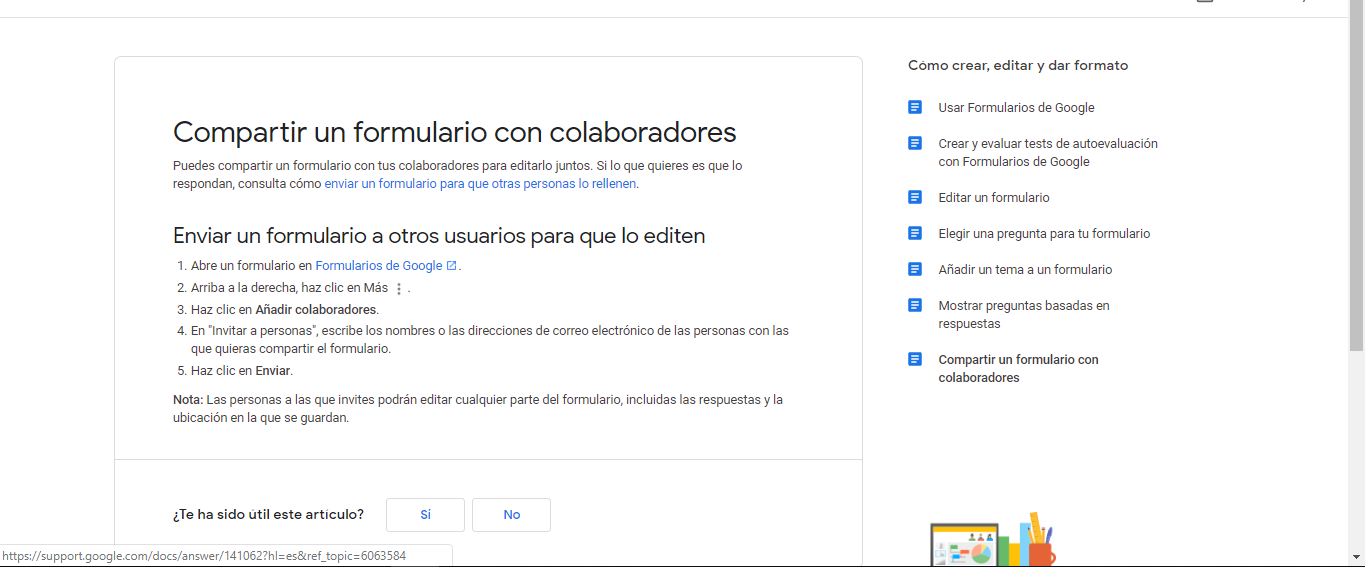 Compartir un formulario con colaboradores
Puedes compartir un formulario con tus colaboradores para editarlo juntos. Si lo que quieres es que lo
respondan, consulta cómo enviar un formulario para que otras personas lo rellenen.
Enviar un formulario a otros usuarios para que lo editen
1. Abre un formulario en Formularios de Google.
2. Arriba a la derecha, haz clic en Más .
3. Haz clic en Añadir colaboradores.
4. En "Invitar a personas", escribe los nombres o las direcciones de correo electrónico de las personas con las
que quieras compartir el formulario.
5. Haz clic en Enviar.
Nota: Las personas a las que invites podrán editar cualquier parte del formulario, incluidas las respuestas y la
ubicación en la que se guardan.
¿Te ha sido útil este artículo?
Sí
No
Cómo crear, editar y dar formato
Usar Formularios de Google
Crear y evaluar tests de autoevaluación
con Formularios de Google
Editar un formulario
Elegir una pregunta para tu formulario
Añadir un tema a un formulario
Mostrar preguntas basadas en
respuestas
Compartir un formulario con
colaboradores
https://support.google.com/docs/answer/141062?hl=es&ref_topic=6063584